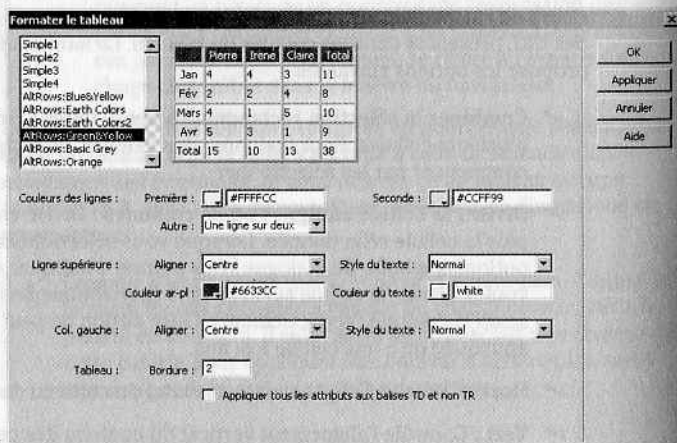 Formater le tableau
Simple1
Simple2
Simple3
Simple4
AltRows:Blue&Yellow
AltRows:Earth Colors
AltRows:Earth Colors2
AltRows:Green&Yellow
AltRows:Basic Grey
AltRows:Orange
Pierre Irene Claire Total
Jan 4 4 3 11
Fév 2 2 4 8
Mars 4 1 5 10
Avr 5 3 1 9
Total 15 10 13 38
OK
Appliquer
Annuler
Aide
Couleurs des lignes : Première : #FFFFCC Seconde : #CCFF99
Autre : Une ligne sur deux
Ligne supérieure : Aligner : Centre Style du texte : Normal
Couleur ar-pl : #6633CC Couleur du texte : white
Col. gauche : Aligner : Centre Style du texte : Normal
Tableau : Bordure : 2
Appliquer tous les attributs aux balises TD et non TR